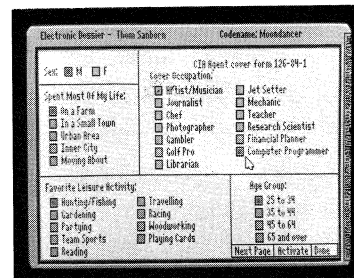 Electronic Dossier - Thom Sanborn
Codename: Moondancer
Sex: M F
CIA Agent cover form 126-84-1
Cover Occupation:
Artist/Musician
Journalist
Chef
Photographer
Gambler
Golf Pro
Librarian
Jet Setter
Mechanic
Teacher
Research Scientist
Financial Planner
Computer Programmer
Spent Most Of My Life:
On a Farm
In a Small Town
Urban Area
Inner City
Moving About
Favorite Leisure Activity:
Hunting/Fishing
Gardening
Partying
Team Sports
Reading
Travelling
Racing
Woodworking
Playing Cards
Age Group:
25 to 34
35 to 44
45 to 64
65 and over
Next Page Activate Done